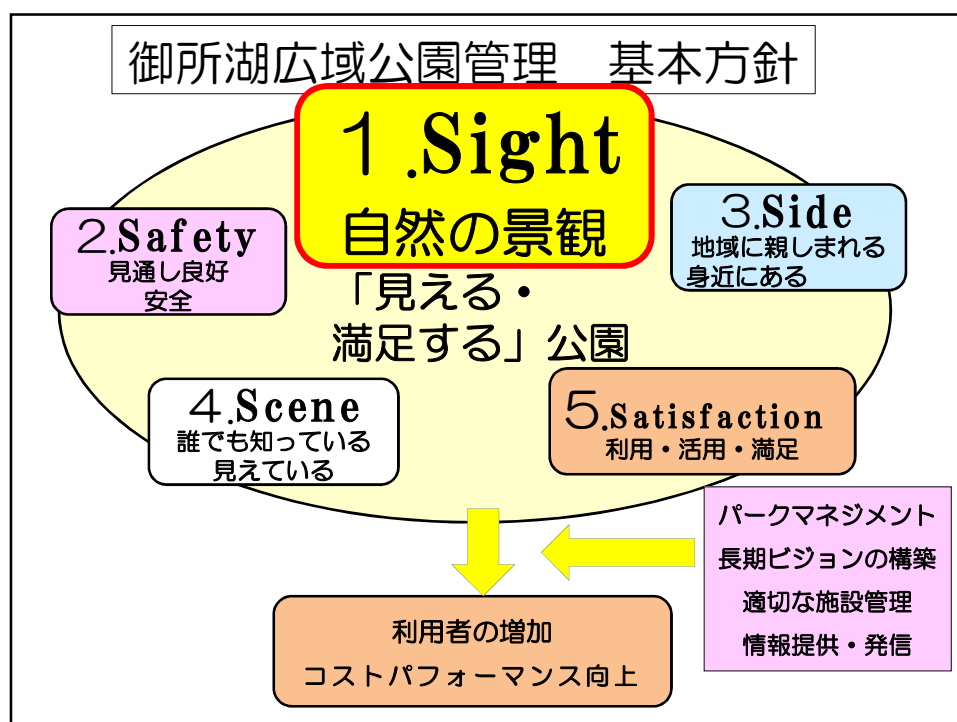 御所湖広域公園管理　基本方針
１.Sight
自然の景観
2.Safety
見通し良好
安全
3.Side
地域に親しまれる
身近にある
「見える・
満足する」公園
4.Scene
誰でも知っている
見えている
5.Satisfaction
利用・活用・満足
パークマネジメント
長期ビジョンの構築
適切な施設管理
情報提供・発信
利用者の増加
コストパフォーマンス向上